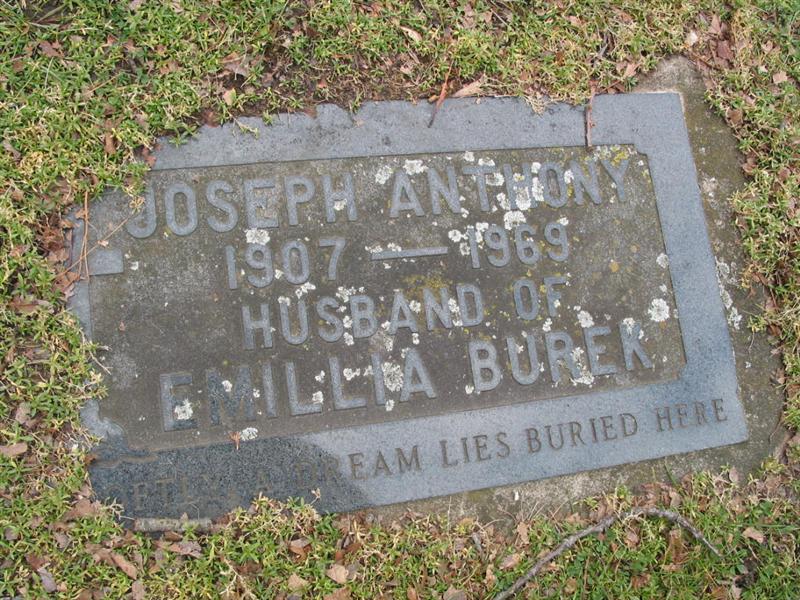 JOSEPH ANTHONY
1907 — 1969
HUSBAND OF
EMILLIA BUREK
A DREAM LIES BURIED HERE